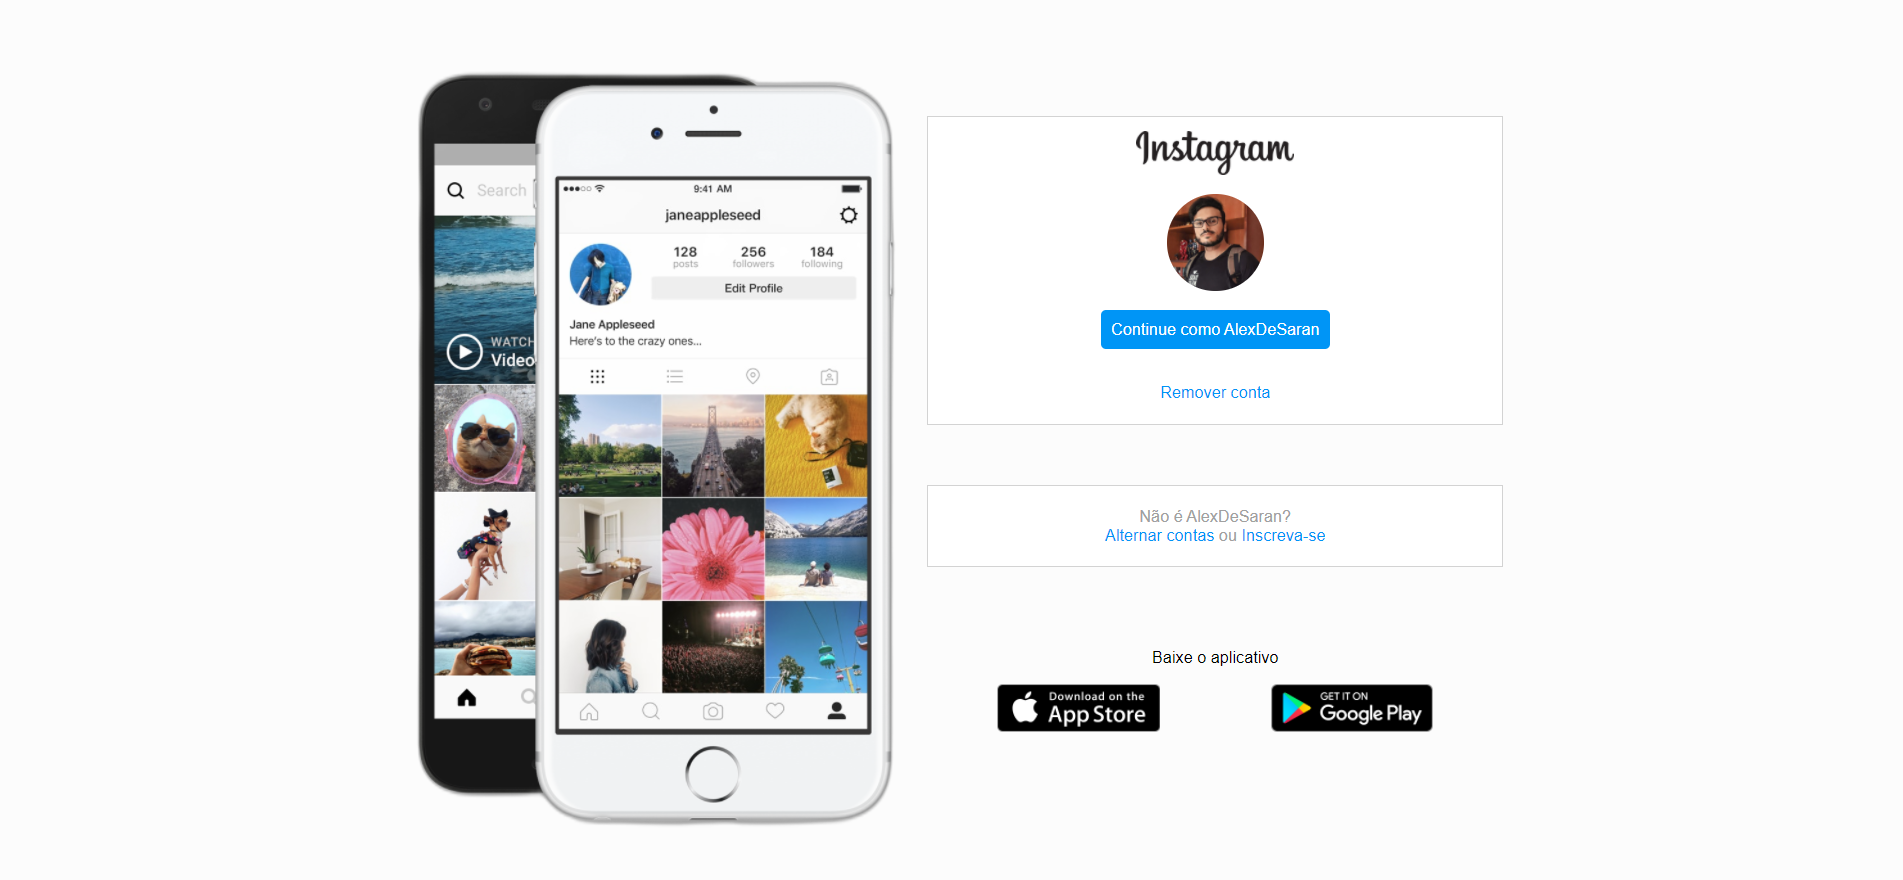 Search
WATCH
Video
9:41 AM
janeappleseed
128 256 184
posts followers following
Edit Profile
Jane Appleseed
Here's to the crazy ones...
Instagram
Continue como AlexDeSaran
Remover conta
Não é AlexDeSaran?
Alternar contas ou Inscreva-se
Baixe o aplicativo
Download on the
App Store
GET IT ON
Google Play